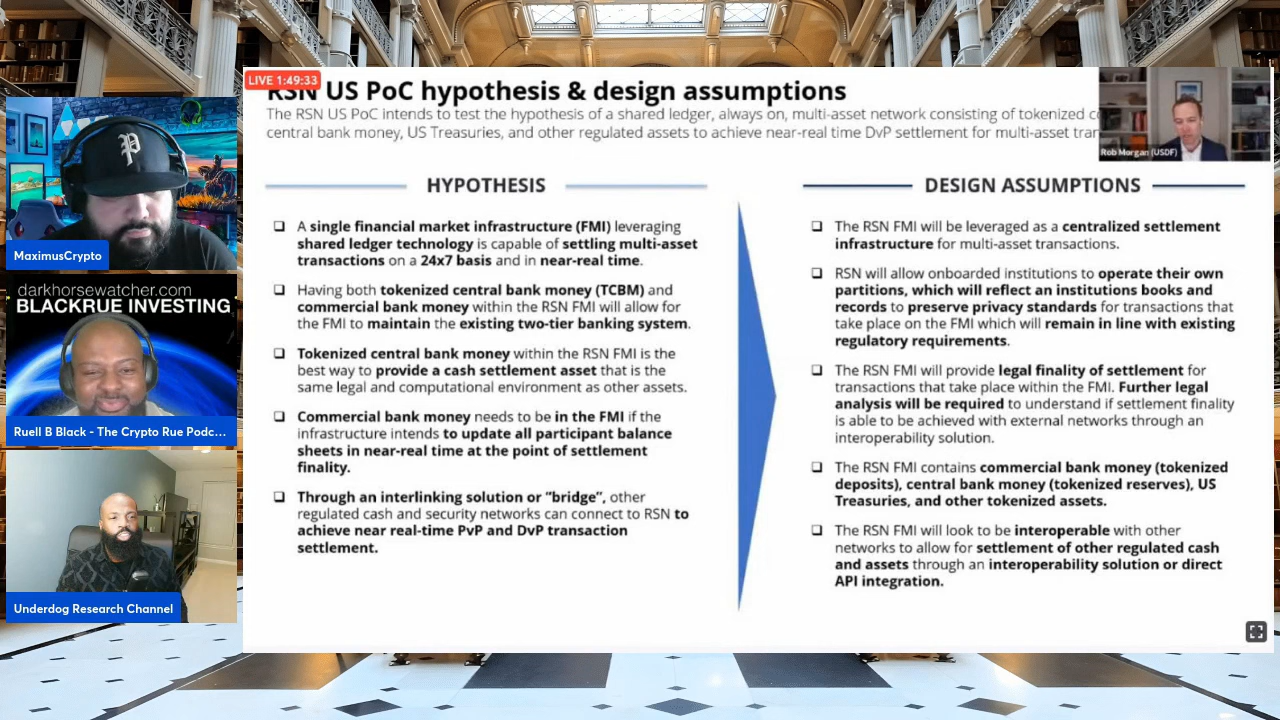 LIVE 1:49:33
RSN US PoC hypothesis & design assumptions
The RSN US PoC intends to test the hypothesis of a shared ledger, always on, multi-asset network consisting of tokenized
central bank money, US Treasuries, and other regulated assets to achieve near-real time DvP settlement for multi-asset
Rob Morgan (USDF)
HYPOTHESIS
A single financial market infrastructure (FMI) leveraging
shared ledger technology is capable of settling multi-asset
transactions on a 24x7 basis and in near-real time.
Having both tokenized central bank money (TCBM) and
commercial bank money within the RSN FMI will allow for
the FMI to maintain the existing two-tier banking system.
Tokenized central bank money within the RSN FMI is the
best way to provide a cash settlement asset that is the
same legal and computational environment as other assets.
Commercial bank money needs to be in the FMI if the
infrastructure intends to update all participant balance
sheets in near-real time at the point of settlement
finality.
Through an interlinking solution or “bridge”, other
regulated cash and security networks can connect to RSN to
achieve near real-time PvP and DvP transaction
settlement.
DESIGN ASSUMPTIONS
The RSN FMI will be leveraged as a centralized settlement
infrastructure for multi-asset transactions.
RSN will allow onboarded institutions to operate their own
partitions, which will reflect an institutions books and
records to preserve privacy standards for transactions that
take place on the FMI which will remain in line with existing
regulatory requirements.
The RSN FMI will provide legal finality of settlement for
transactions that take place within the FMI. Further legal
analysis will be required to understand if settlement finality
is able to be achieved with external networks through an
interoperability solution.
The RSN FMI contains commercial bank money (tokenized
deposits), central bank money (tokenized reserves), US
Treasuries, and other tokenized assets.
The RSN FMI will look to be interoperable with other
networks to allow for settlement of other regulated cash
and assets through an interoperability solution or direct
API integration.
P
MaximusCrypto
darkhorsewatcher.com
BLACKRUE INVESTING
Ruell B Black - The Crypto Rue Podc...
Underdog Research Channel